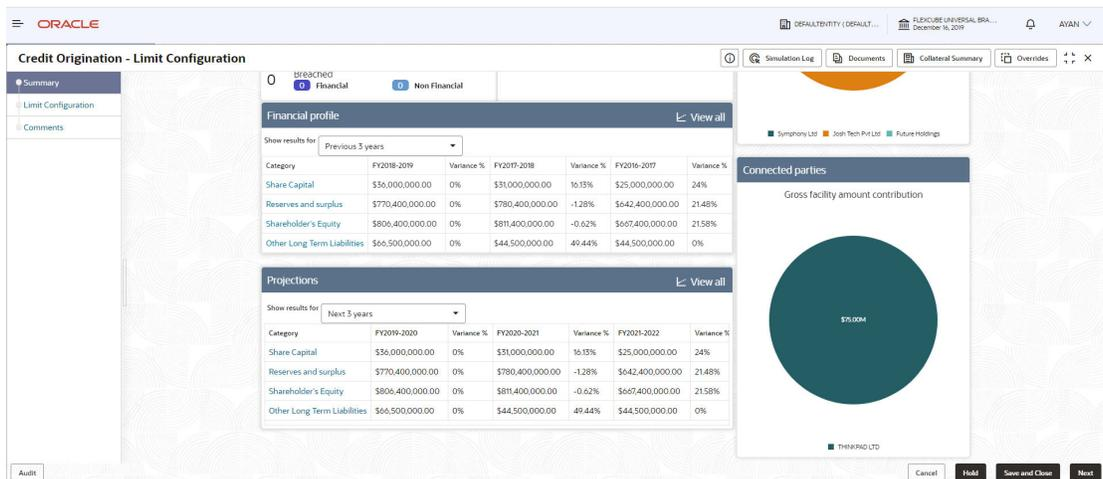 ORACLE
DEFAULTENTITY ( DEFAULT...
FLEXCUBE UNIVERSAL BRA...
December 16, 2019
AYAN
Credit Origination - Limit Configuration
Simulation Log
Documents
Collateral Summary
Overrides
Summary
Limit Configuration
Comments
0
Breached
0 Financial
0 Non Financial
Financial profile
View all
Show results for Previous 3 years
Category FY2018-2019 Variance % FY2017-2018 Variance % FY2016-2017 Variance %
Share Capital $36,000,000.00 0% $31,000,000.00 16.13% $25,000,000.00 24%
Reserves and surplus $770,400,000.00 0% $780,400,000.00 -1.28% $642,400,000.00 21.48%
Shareholder's Equity $806,400,000.00 0% $811,400,000.00 -0.62% $667,400,000.00 21.58%
Other Long Term Liabilities $66,500,000.00 0% $44,500,000.00 49.44% $44,500,000.00 0%
Projections
View all
Show results for Next 3 years
Category FY2019-2020 Variance % FY2020-2021 Variance % FY2021-2022 Variance %
Share Capital $36,000,000.00 0% $31,000,000.00 16.13% $25,000,000.00 24%
Reserves and surplus $770,400,000.00 0% $780,400,000.00 -1.28% $642,400,000.00 21.48%
Shareholder's Equity $806,400,000.00 0% $811,400,000.00 -0.62% $667,400,000.00 21.58%
Other Long Term Liabilities $66,500,000.00 0% $44,500,000.00 49.44% $44,500,000.00 0%
Symphony Ltd Josh Tech Pvt Ltd Future Holdings
Connected parties
Gross facility amount contribution
$75.00M
THINKPAD LTD
Audit
Cancel
Hold
Save and Close
Next